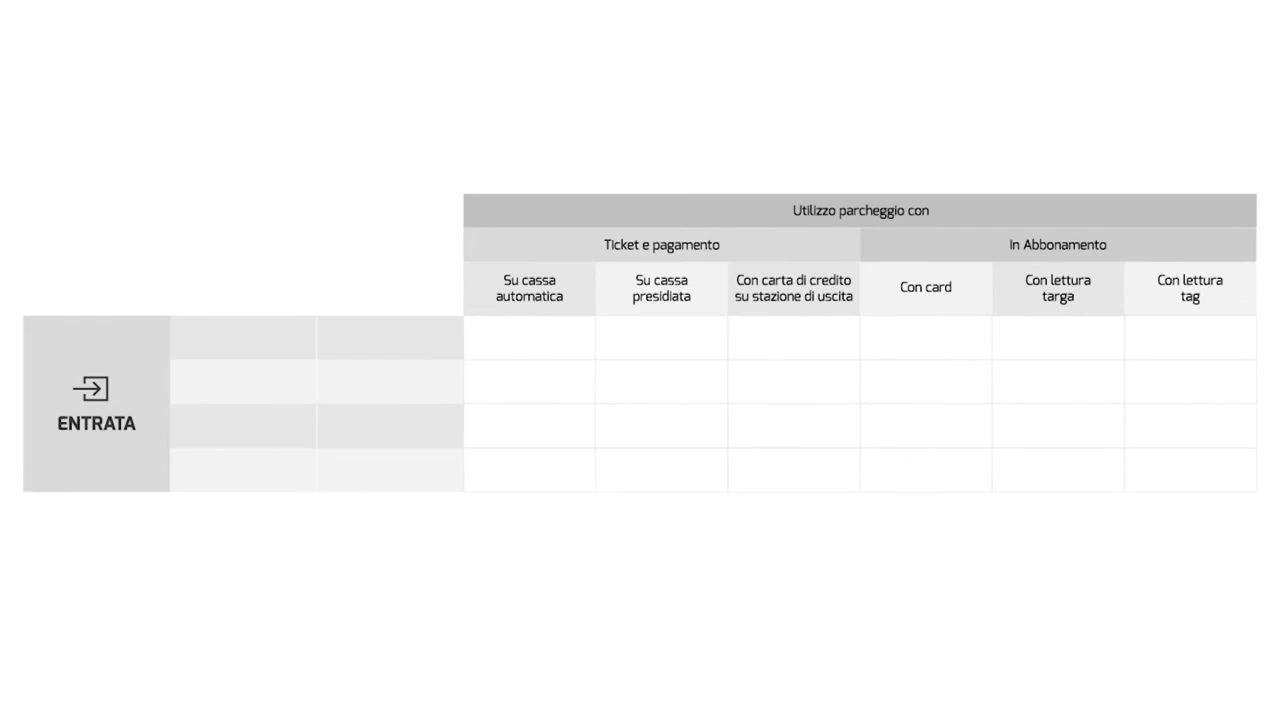 Utilizzo parcheggio con
Ticket e pagamento
In Abbonamento
Su cassa
automatica
Su cassa
presidiata
Con carta di credito
su stazione di uscita
Con card
Con lettura
targa
Con lettura
tag
ENTRATA